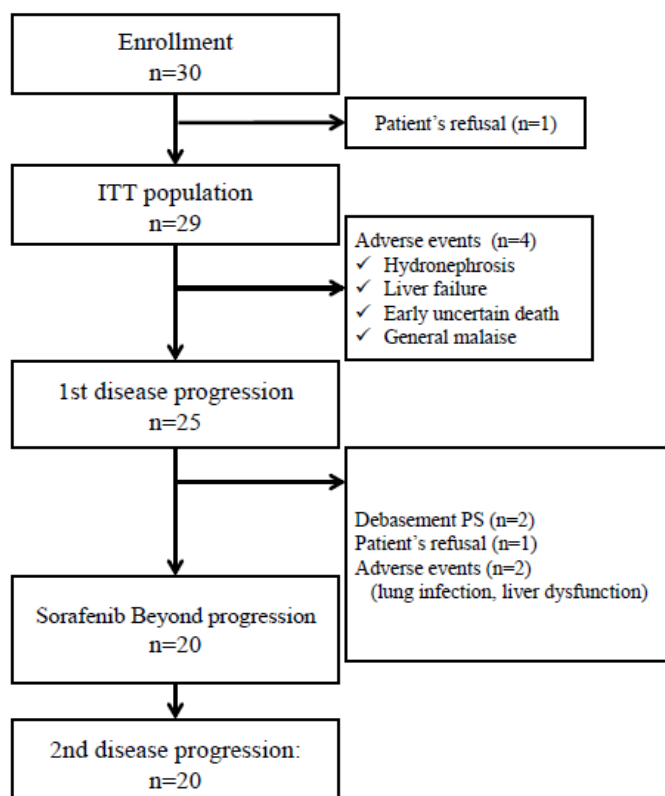 Enrollment
n=30
Patient's refusal (n=1)
ITT population
n=29
Adverse events (n=4)
✓ Hydronephrosis
✓ Liver failure
✓ Early uncertain death
✓ General malaise
1st disease progression
n=25
Debasement PS (n=2)
Patient's refusal (n=1)
Adverse events (n=2)
(lung infection, liver dysfunction)
Sorafenib Beyond progression
n=20
2nd disease progression:
n=20